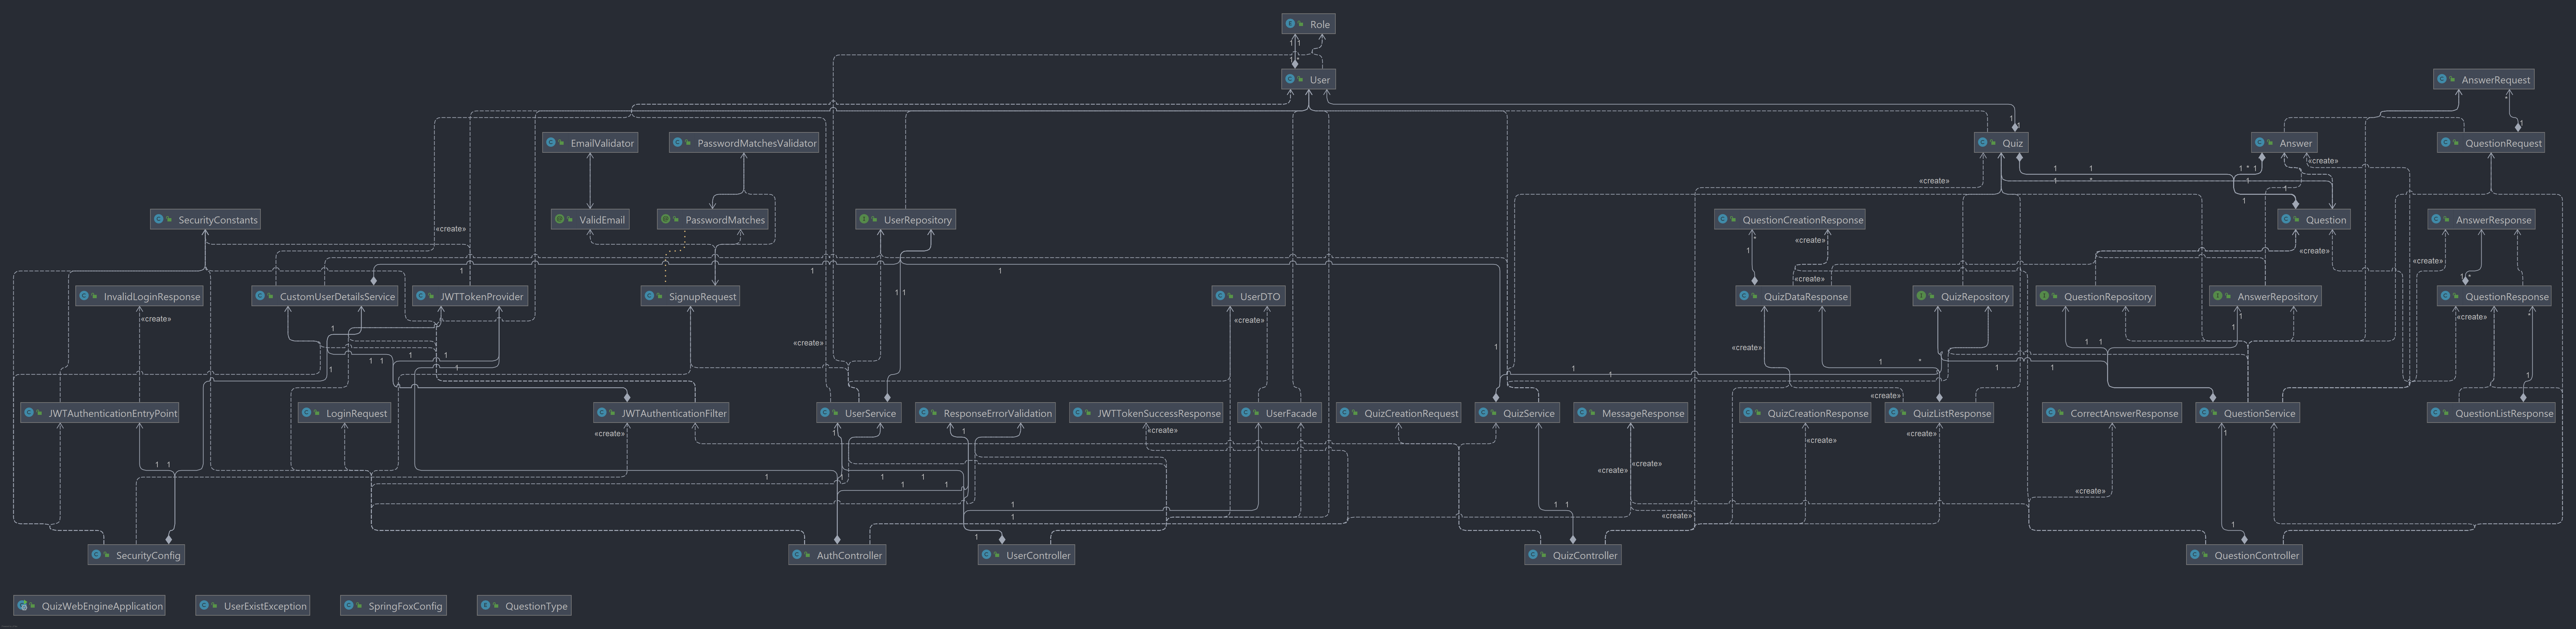 Role
User
AnswerRequest
EmailValidator
PasswordMatchesValidator
Quiz
Answer
QuestionRequest
«create»
«create»
SecurityConstants
ValidEmail
PasswordMatches
UserRepository
QuestionCreationResponse
Question
AnswerResponse
«create»
«create»
«create»
«create»
InvalidLoginResponse
CustomUserDetailsService
JWTTokenProvider
SignupRequest
UserDTO
QuizDataResponse
QuizRepository
QuestionRepository
AnswerRepository
QuestionResponse
«create»
«create»
«create»
«create»
«create»
«create»
JWTAuthenticationEntryPoint
LoginRequest
JWTAuthenticationFilter
UserService
ResponseErrorValidation
JWTTokenSuccessResponse
UserFacade
QuizCreationRequest
QuizService
MessageResponse
QuizCreationResponse
QuizListResponse
CorrectAnswerResponse
QuestionService
QuestionListResponse
«create»
«create»
«create»
«create»
«create»
«create»
«create»
«create»
SecurityConfig
AuthController
UserController
QuizController
QuestionController
QuizWebEngineApplication
UserExistException
SpringFoxConfig
QuestionType